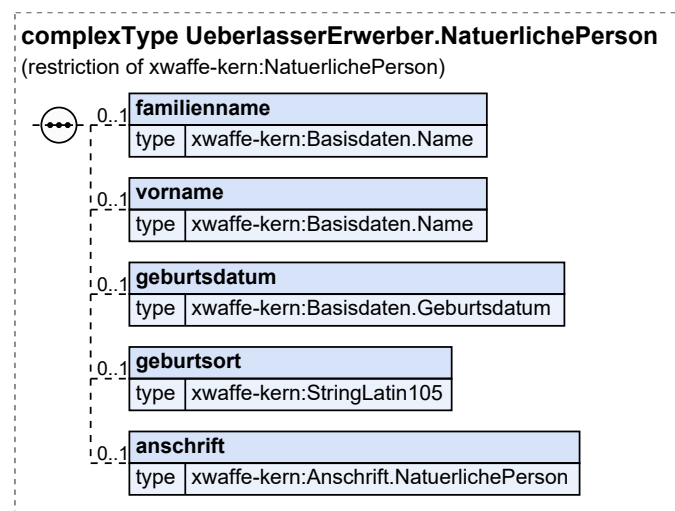 complexType UeberlasserErwerber.NatuerlichePerson
(restriction of xwaffe-kern:NatuerlichePerson)
0..1 familienname
type xwaffe-kern:Basisdaten.Name
0..1 vorname
type xwaffe-kern:Basisdaten.Name
0..1 geburtsdatum
type xwaffe-kern:Basisdaten.Geburtsdatum
0..1 geburtsort
type xwaffe-kern:StringLatin105
0..1 anschrift
type xwaffe-kern:Anschrift.NatuerlichePerson